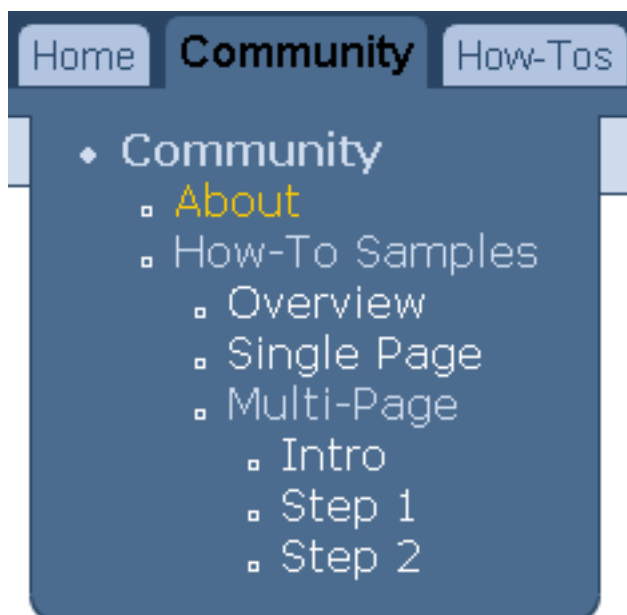 Home Community How-Tos
Community
About
How-To Samples
Overview
Single Page
Multi-Page
Intro
Step 1
Step 2